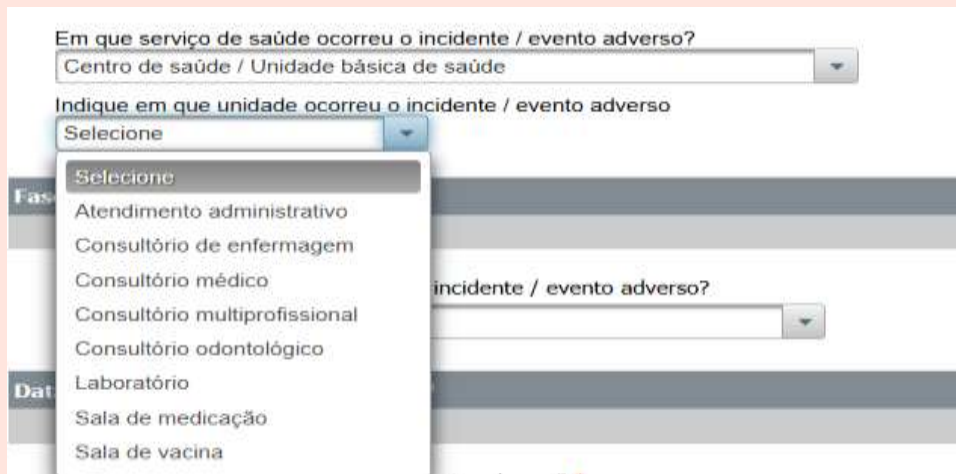 Em que serviço de saúde ocorreu o incidente / evento adverso?
Centro de saúde / Unidade básica de saúde
Indique em que unidade ocorreu o incidente / evento adverso
Selecione
Selecione
Fas
Atendimento administrativo
Consultório de enfermagem
Consultório médico
incidente / evento adverso?
Consultório multiprofissional
Consultório odontológico
Laboratório
Dat
Sala de medicação
Sala de vacina